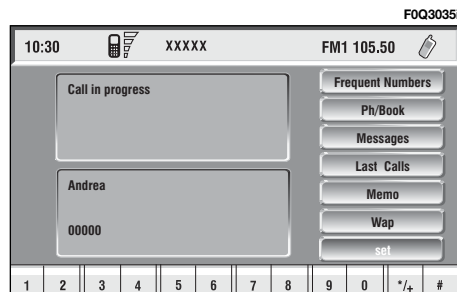 F0Q3035
10:30 XXXXX FM1 105.50
Call in progress
Andrea
00000
Frequent Numbers
Ph/Book
Messages
Last Calls
Memo
Wap
set
1 2 3 4 5 6 7 8 9 0 */+ #